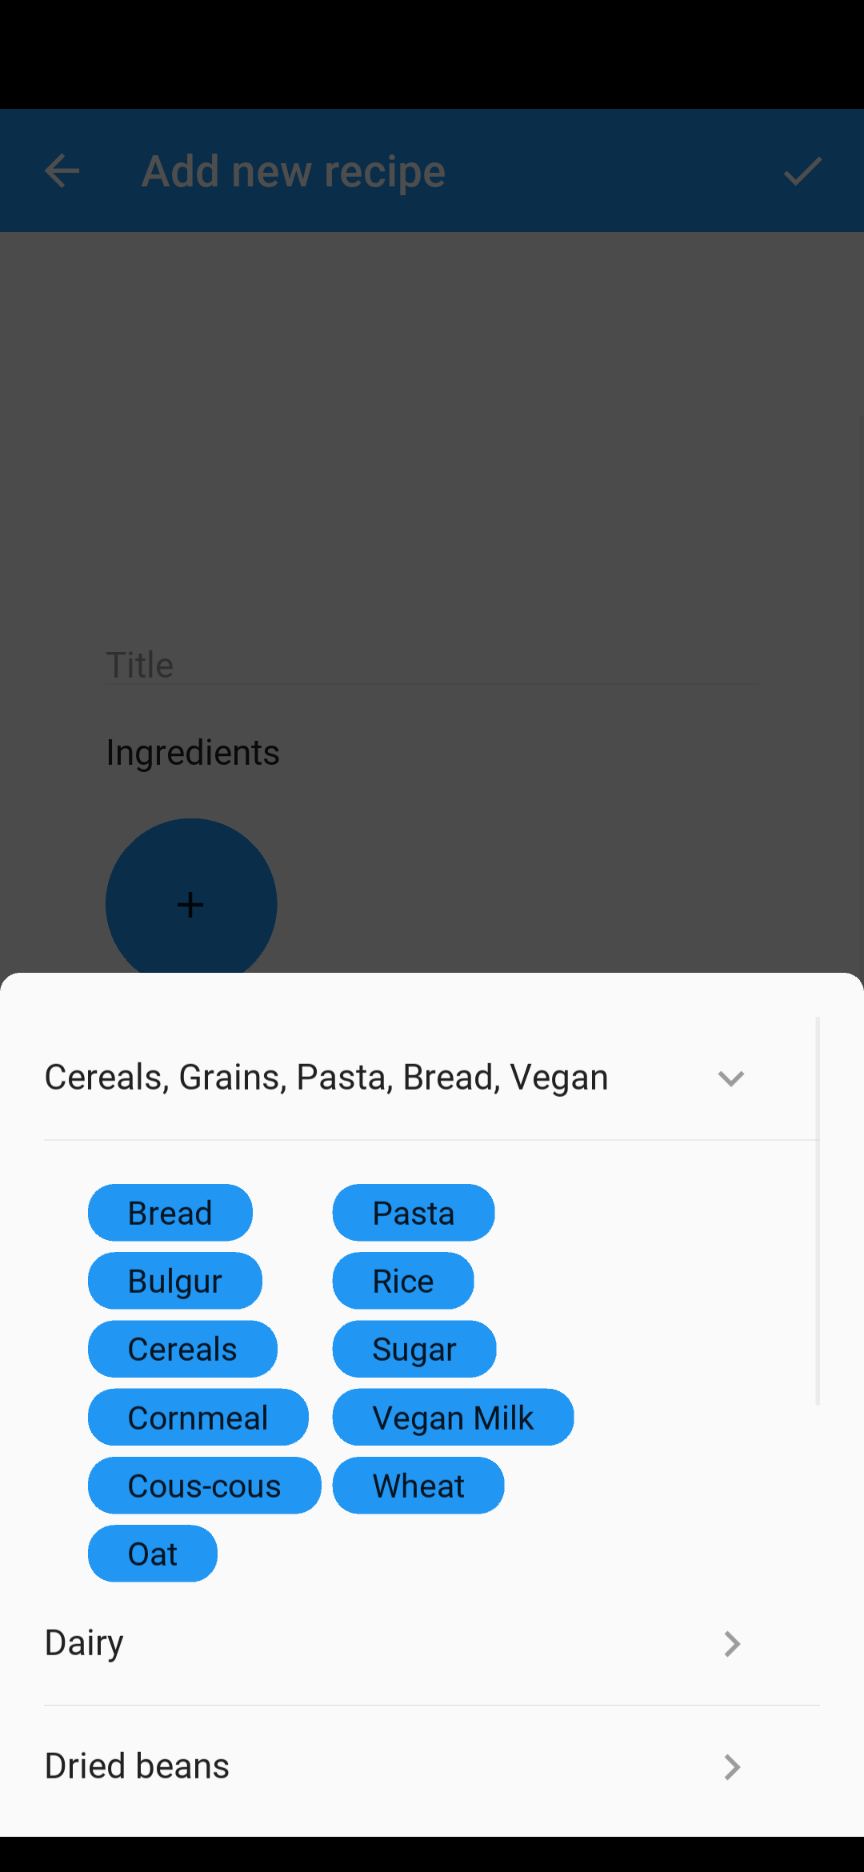 Add new recipe
Title
Ingredients
+
Cereals, Grains, Pasta, Bread, Vegan
Bread
Pasta
Bulgur
Rice
Cereals
Sugar
Cornmeal
Vegan Milk
Cous-cous
Wheat
Oat
Dairy
Dried beans